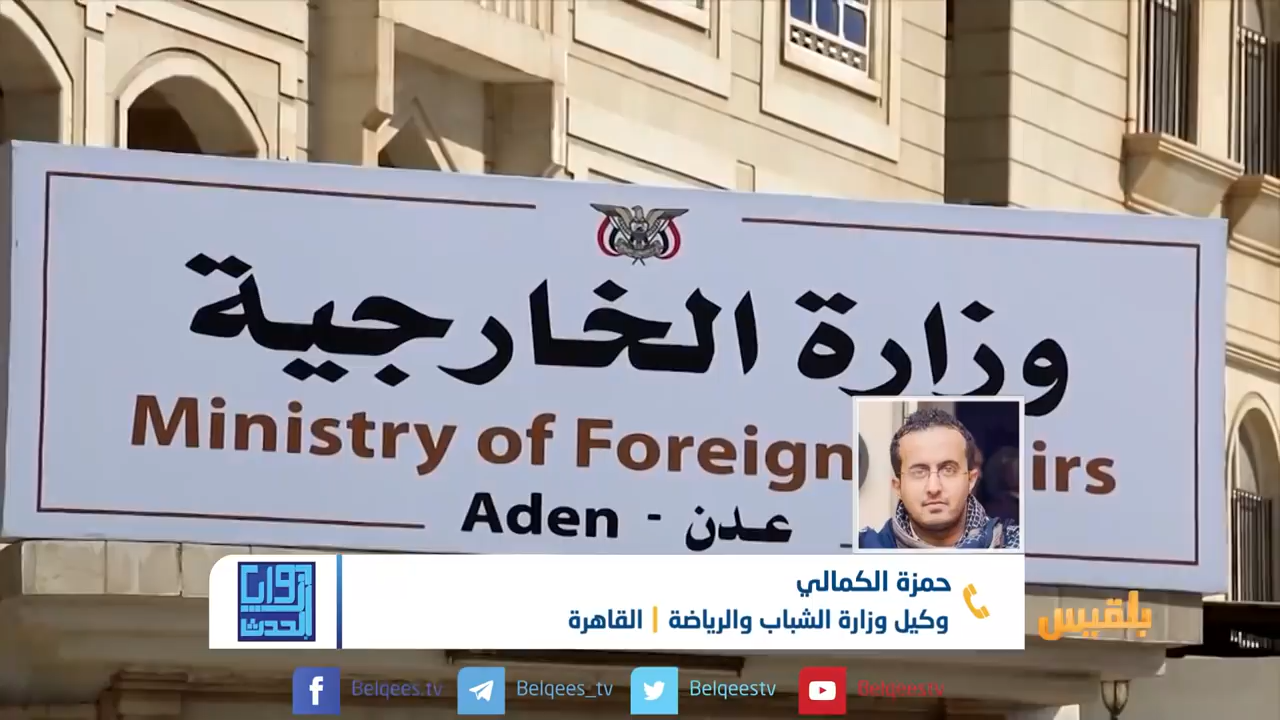 وزارة الخارجية
Ministry of Foreign
irs
Aden - عدن
حمزة الكمالي
وكيل وزارة الشباب والرياضة | القاهرة
زوايا الحدث
بلقيس
Belqees.tv
Belqees_tv
Belqeestv
Belqeestv